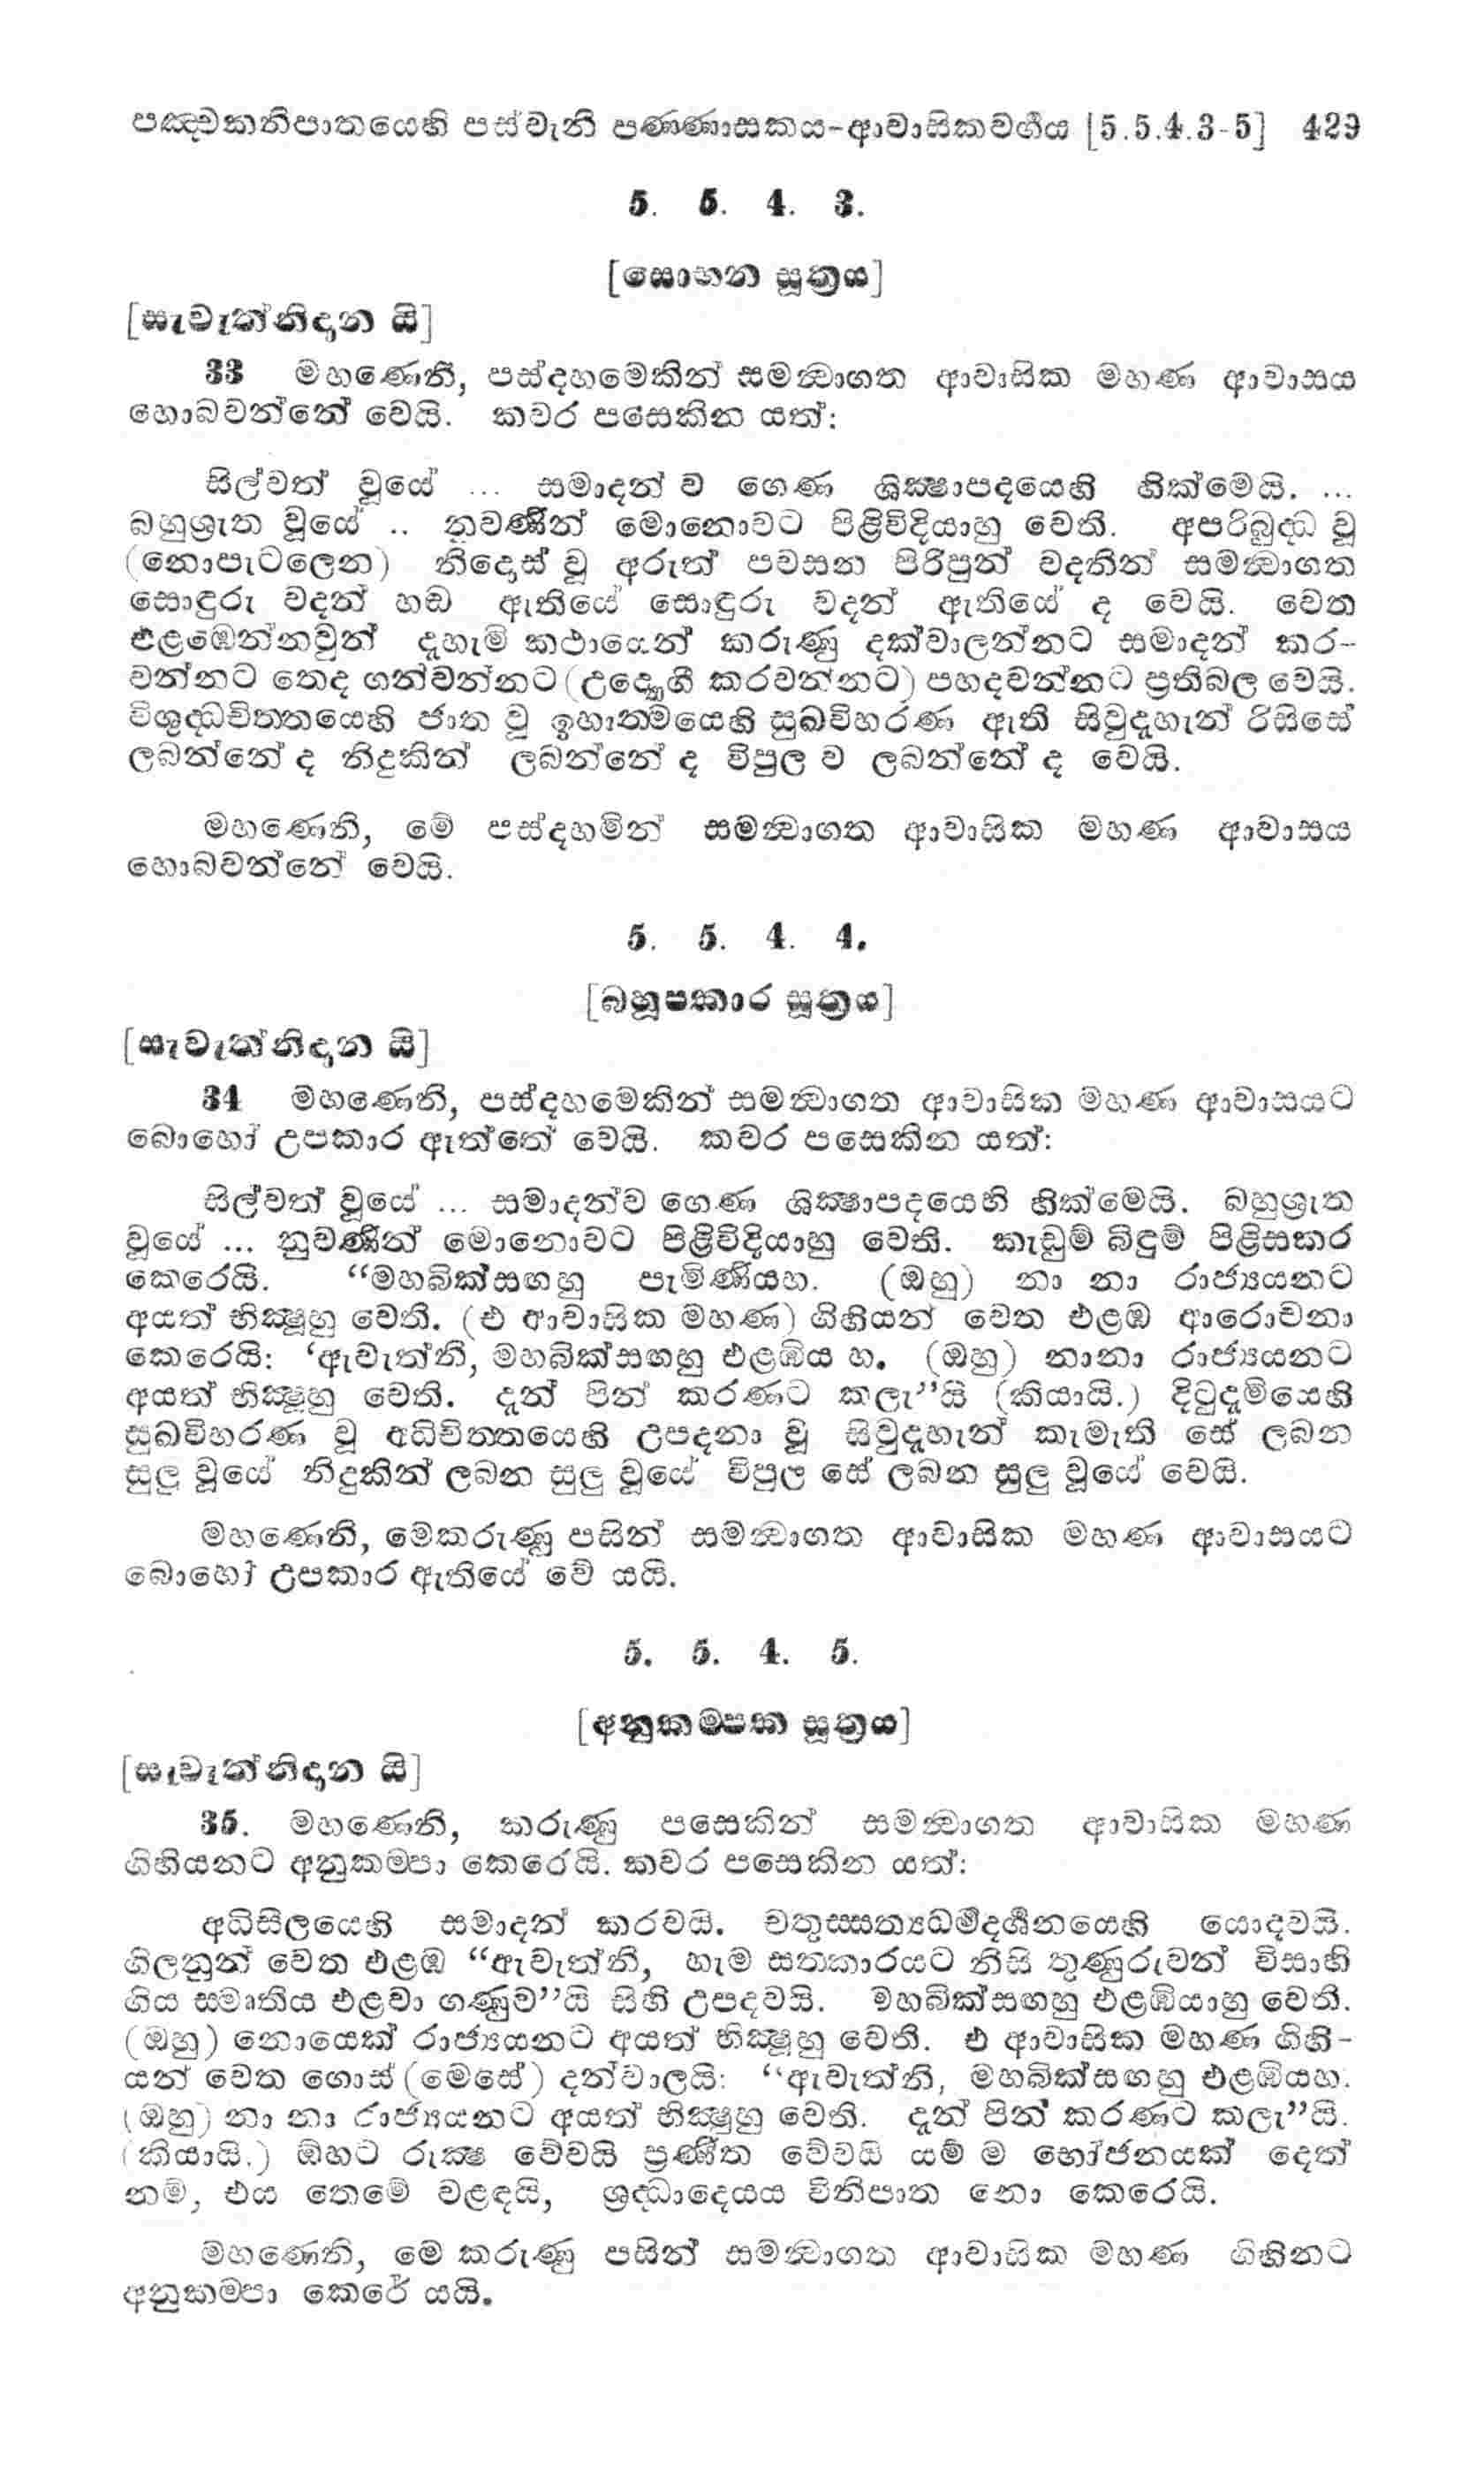 පඤ්චකනිපාතයෙහි පස්වැනි පණ්ණාසකය-ආවාසිකවර්ගය [5.5.4.3-5] 429
5. 5. 4. 3.
[සොභන සූත්‍රය]
[සැවැත්නිදාන යි]
33 මහණෙනි, පස්දහමෙකින් සමන්‍වාගත ආවාසික මහණ ආවාසය
හොබවන්නේ වෙයි. කවර පසෙකින යත්:
සිල්වත් වූයේ ... සමාදන් ව ගෙණ ශික්‍ෂාපදයෙහි හික්මෙයි. ...
බහුශ්‍රුත වූයේ .. නුවණින් මොනොවට පිළිවිදියාහු වෙති. අපරිබුද්ධ වූ
(නොපැටලෙන) නිදොස් වූ අරුත් පවසන පිරිපුන් වදනින් සමන්‍වාගත
සොඳුරු වදන් හඬ ඇතියේ සොඳුරු වදන් ඇතියේ ද වෙයි. වෙත
එළඹෙන්නවුන් දැහැමි කථායෙන් කරුණු දක්වාලන්නට සමාදන් කර-
වන්නට තෙද ගන්වන්නට (උද්‍යොගී කරවන්නට) පහදවන්නට ප්‍රතිබල වෙයි.
විශුද්ධචිත්තයෙහි ජාත වූ ඉහාත්මයෙහි සුඛවිහරණ ඇති සිවුදැහැන් රිසිසේ
ලබන්නේ ද නිදුකින් ලබන්නේ ද විපුල ව ලබන්නේ ද වෙයි.
මහණෙනි, මේ පස්දහමින් සමන්‍වාගත ආවාසික මහණ ආවාසය
හොබවන්නේ වෙයි.
5. 5. 4. 4.
[බහූපකාර සූත්‍රය]
[සැවැත්නිදාන යි]
34 මහණෙනි, පස්දහමෙකින් සමන්‍වාගත ආවාසික මහණ ආවාසයට
බොහෝ උපකාර ඇත්තේ වෙයි. කවර පසෙකින යත්:
සිල්වත් වූයේ ... සමාදන්ව ගෙණ ශික්‍ෂාපදයෙහි හික්මෙයි. බහුශ්‍රුත
වූයේ ... නුවණින් මොනොවට පිළිවිදියාහු වෙති. කැඩුම් බිඳුම් පිළිසකර
කෙරෙයි. “මහබික්සඟහු පැමිණියහ. (ඔහු) නා නා රාජ්‍යයනට
අයත් භික්‍ෂූහු වෙති. (එ ආවාසික මහණ) ගිහියන් වෙත එළඹ ආරොචනා
කෙරෙයි: ‘ඇවැත්නි, මහබික්සඟහු එළඹිය හ. (ඔහු) නානා රාජ්‍යයනට
අයත් භික්‍ෂූහු වෙති. දැන් පින් කරණට කලැ”යි (කියායි.) දිටුදැමියෙහි
සුඛවිහරණ වූ අධිචිත්තයෙහි උපදනා වූ සිවුදැහැන් කැමැති සේ ලබන
සුලු වූයේ නිදුකින් ලබන සුලු වූයේ විපුල සේ ලබන සුලු වූයේ වෙයි.
මහණෙනි, මෙකරුණු පසින් සමන්‍වාගත ආවාසික මහණ ආවාසයට
බොහෝ උපකාර ඇතියේ වේ යයි.
5. 5. 4. 5.
[අනුකම්පක සූත්‍රය]
[සැවැත්නිදාන යි]
35. මහණෙනි, කරුණු පසෙකින් සමන්‍වාගත ආවාසික මහණ
ගිහියනට අනුකම්පා කෙරෙයි. කවර පසෙකින යත්:
අධිසීලයෙහි සමාදන් කරවයි. චතුස්සත්‍යධර්මදර්ශනයෙහි යොදවයි.
ගිලනුන් වෙත එළඹ “ඇවැත්නි, හැම සත්කාරයට නිසි තුණුරුවන් විසාහි
ගිය සමෘතිය එළවා ගණුව”යි සිහි උපදවයි. මහබික්සඟහු එළඹියාහු වෙති.
(ඔහු) නොයෙක් රාජ්‍යයනට අයත් භික්‍ෂූහු වෙති. එ ආවාසික මහණ ගිහි-
යන් වෙත ගොස් (මෙසේ) දන්වාලයි: “ඇවැත්නි, මහබික්සඟහු එළඹියහ.
(ඔහු) නා නා රාජ්‍යයනට අයත් භික්‍ෂූහු වෙති. දැන් පින් කරණට කලැ”යි.
(කියායි.) ඔහට රූක්‍ෂ වේවයි ප්‍රණීත වේවයි යම් ම භෝජනයක් දෙත්
නම්, එය තෙමේ වළඳයි, ශ්‍රද්ධාදෙයය විනිපාත නො කෙරෙයි.
මහණෙනි, මෙ කරුණු පසින් සමන්‍වාගත ආවාසික මහණ ගිහිනට
අනුකම්පා කෙරේ යයි.